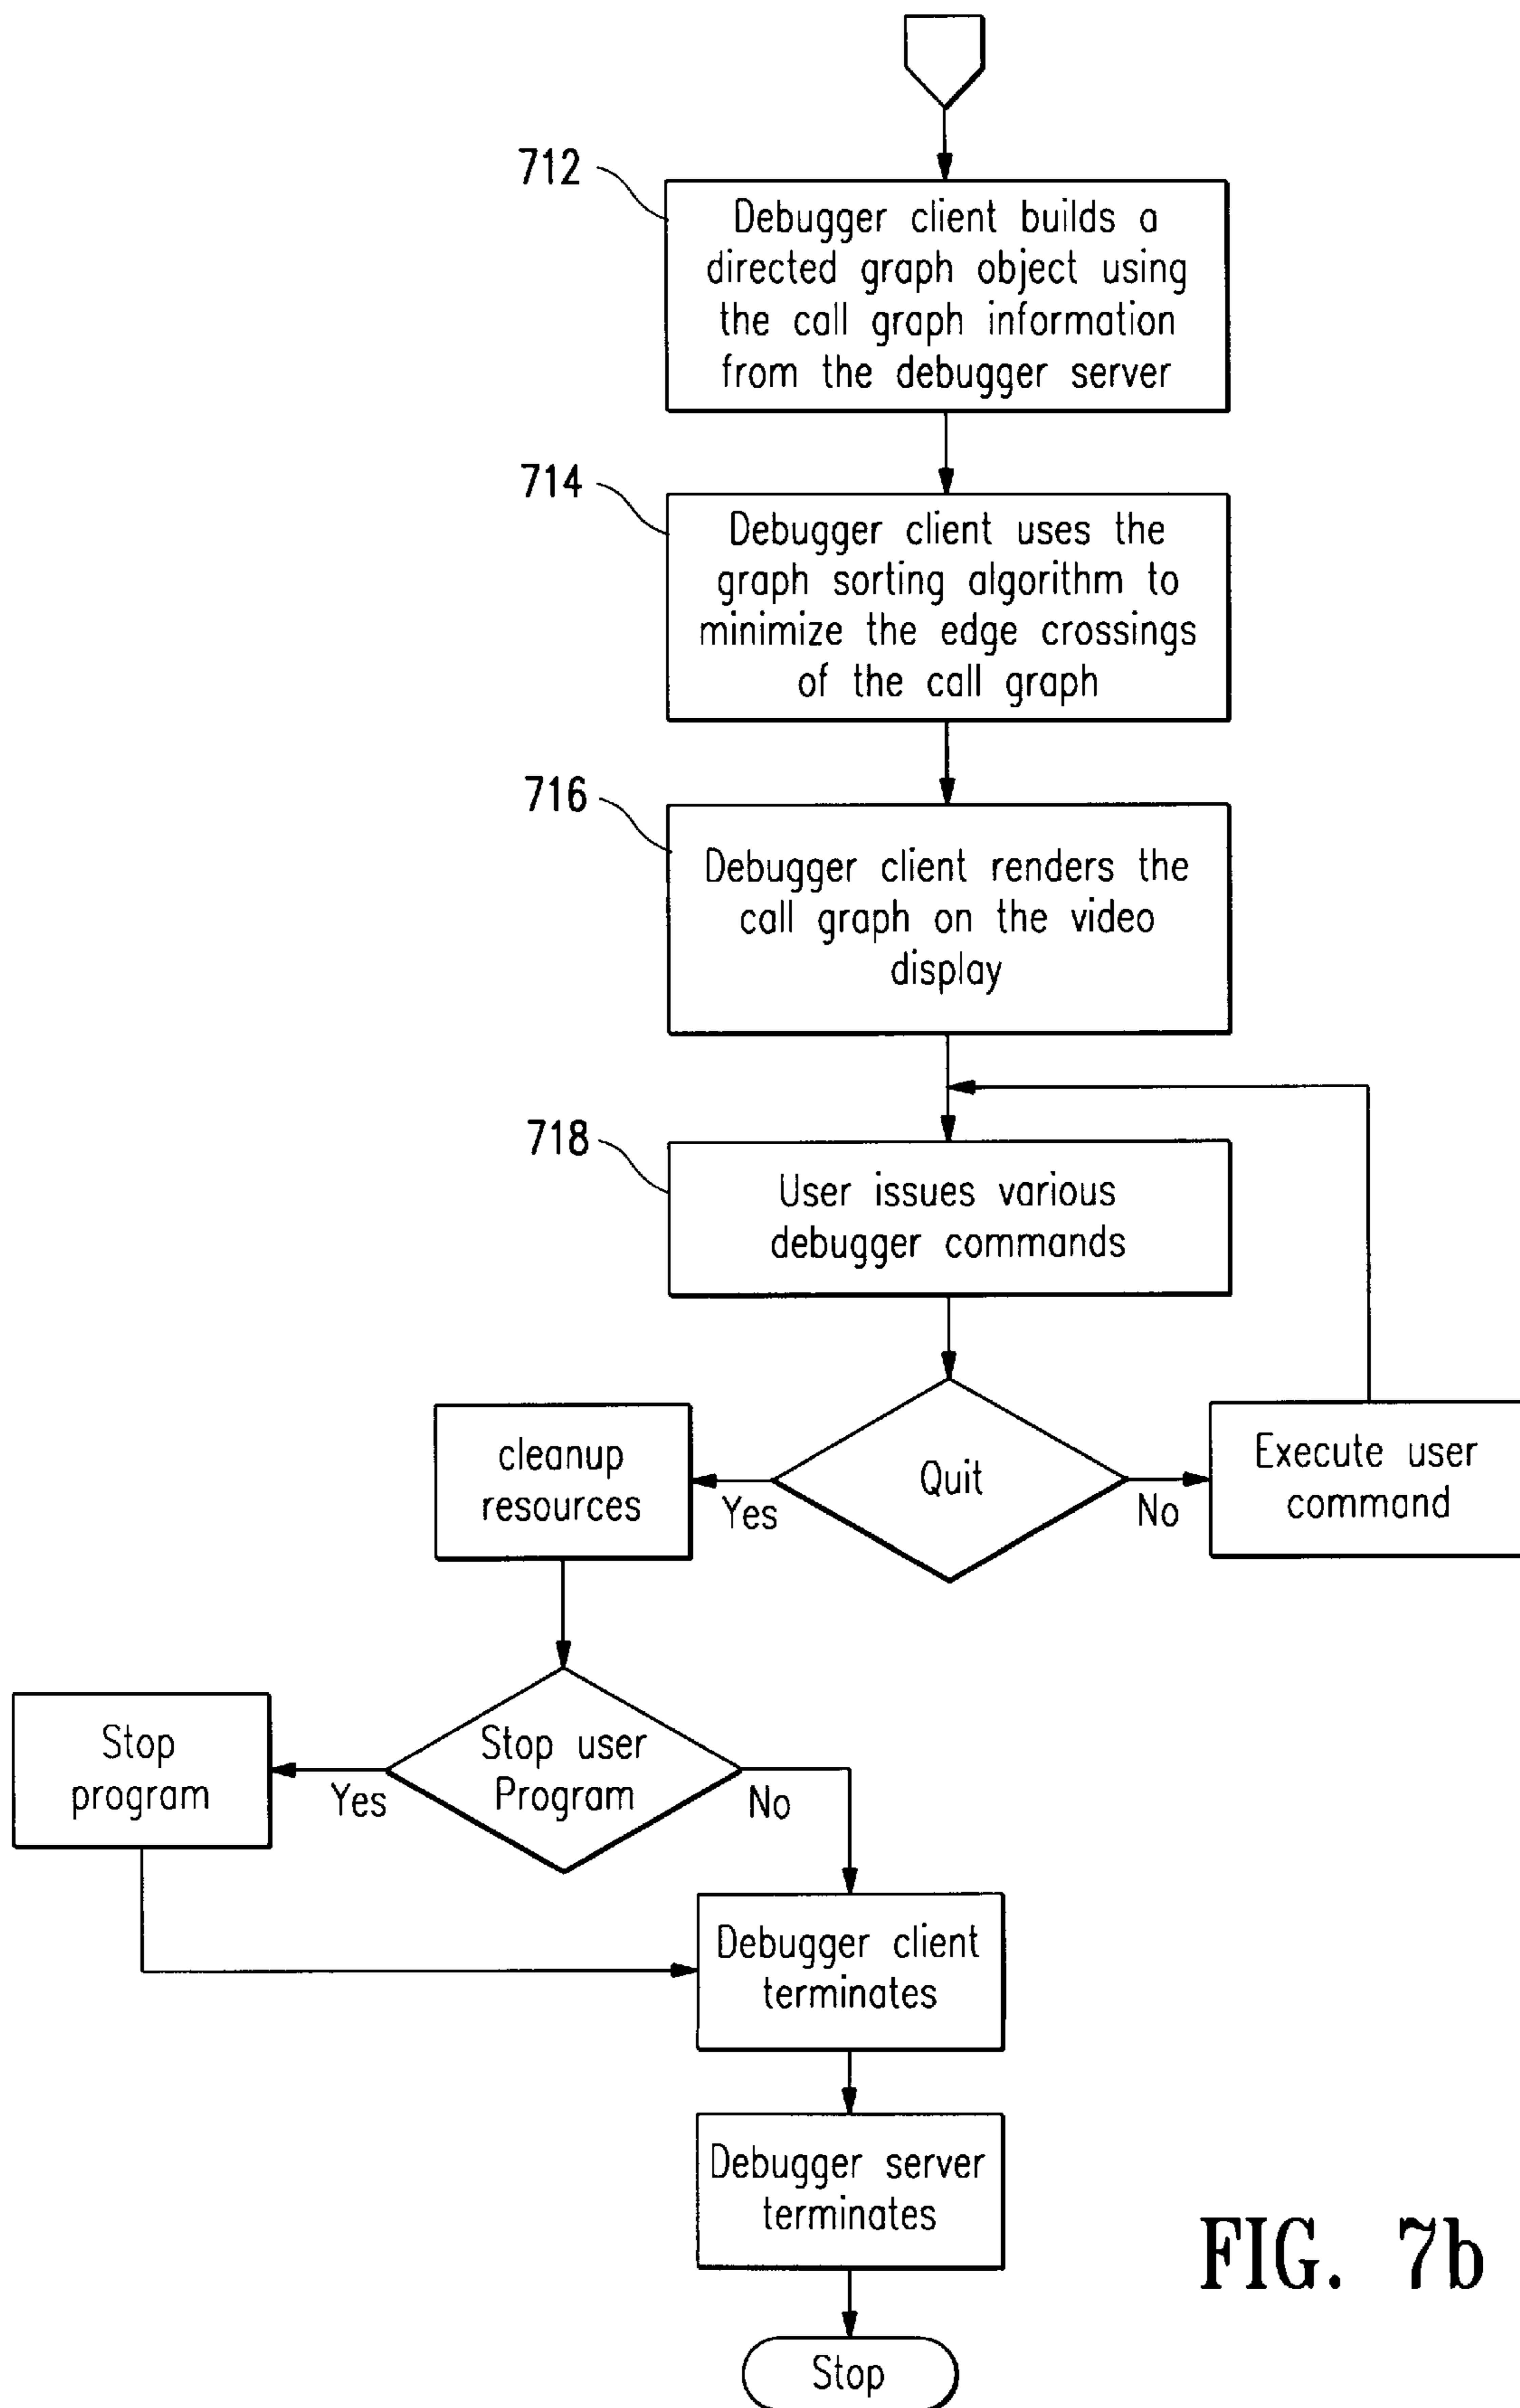 712
Debugger client builds a
directed graph object using
the call graph information
from the debugger server
714
Debugger client uses the
graph sorting algorithm to
minimize the edge crossings
of the call graph
716
Debugger client renders the
call graph on the video
display
718
User issues various
debugger commands
cleanup
resources
Yes
Quit
No
Execute user
command
Stop
program
Yes
Stop user
Program
No
Debugger client
terminates
Debugger server
terminates
Stop
FIG. 7b